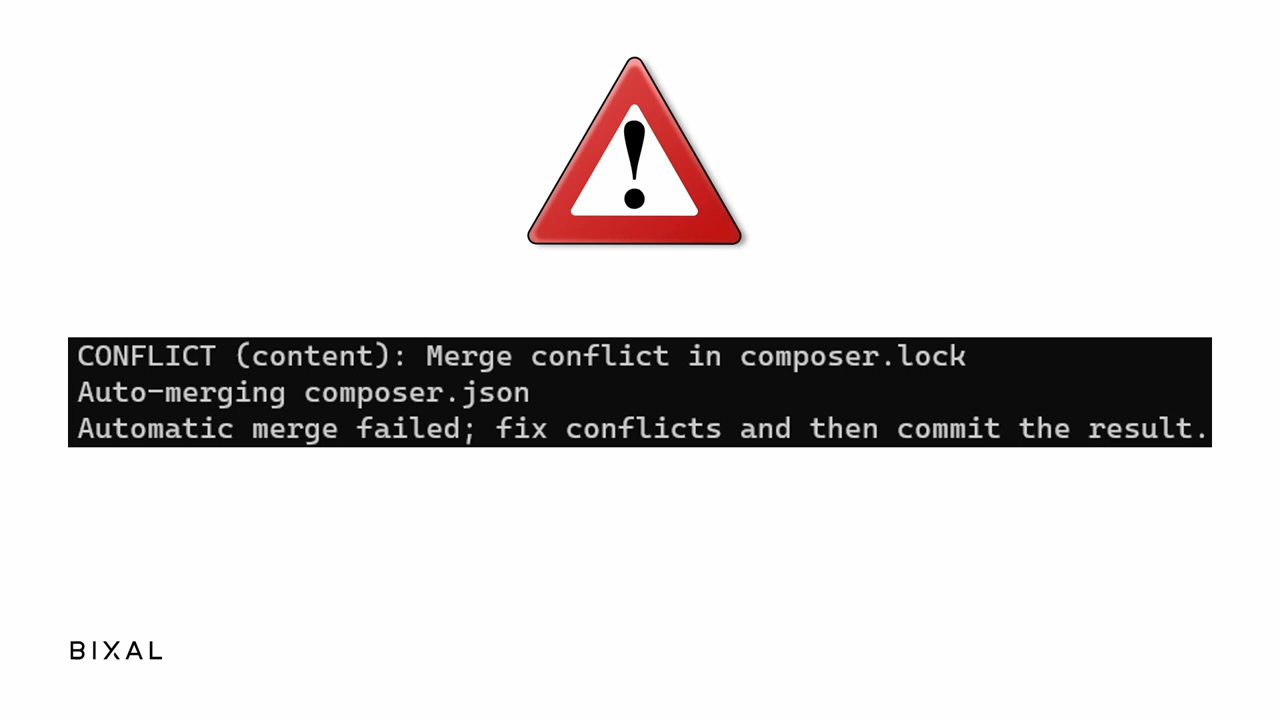 !
CONFLICT (content): Merge conflict in composer.lock
Auto-merging composer.json
Automatic merge failed; fix conflicts and then commit the result.
BIXAL